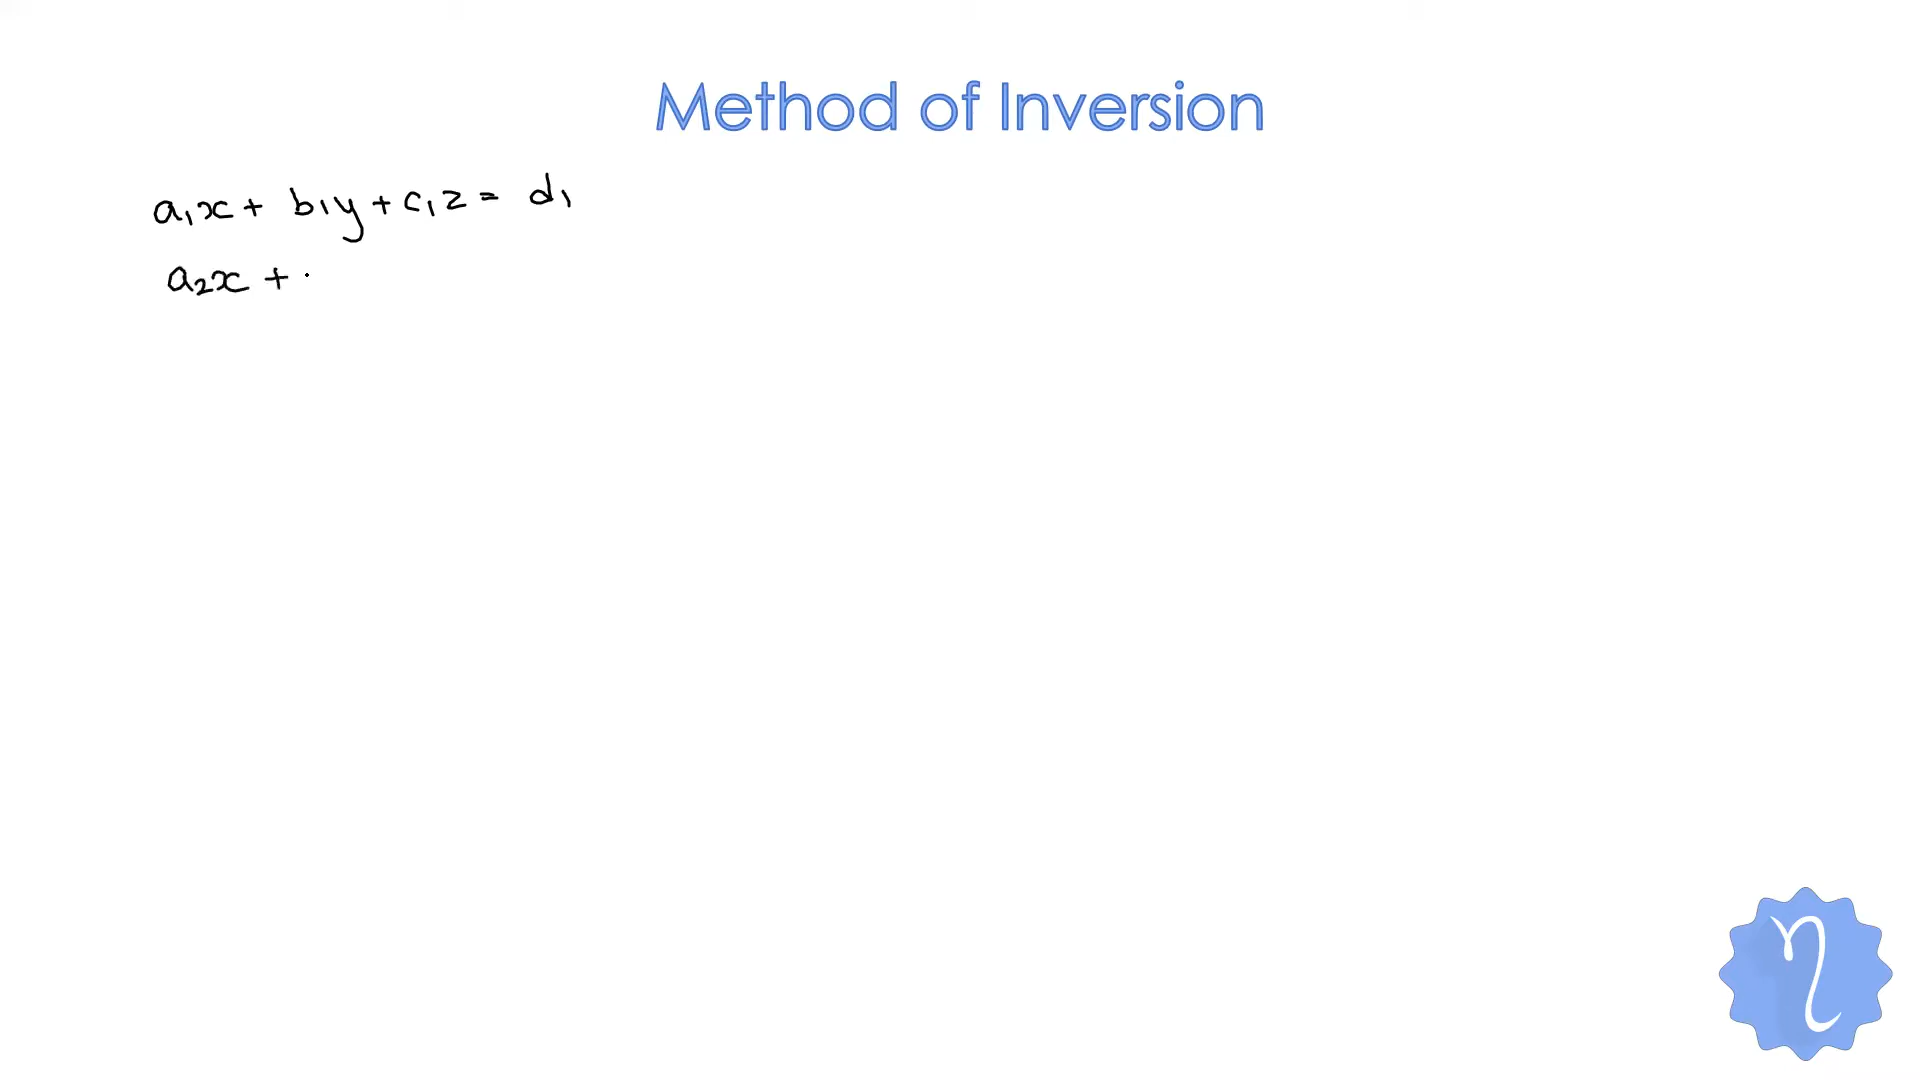 Method of Inversion
a₁x + b₁y + c₁z = d₁
a₂x +